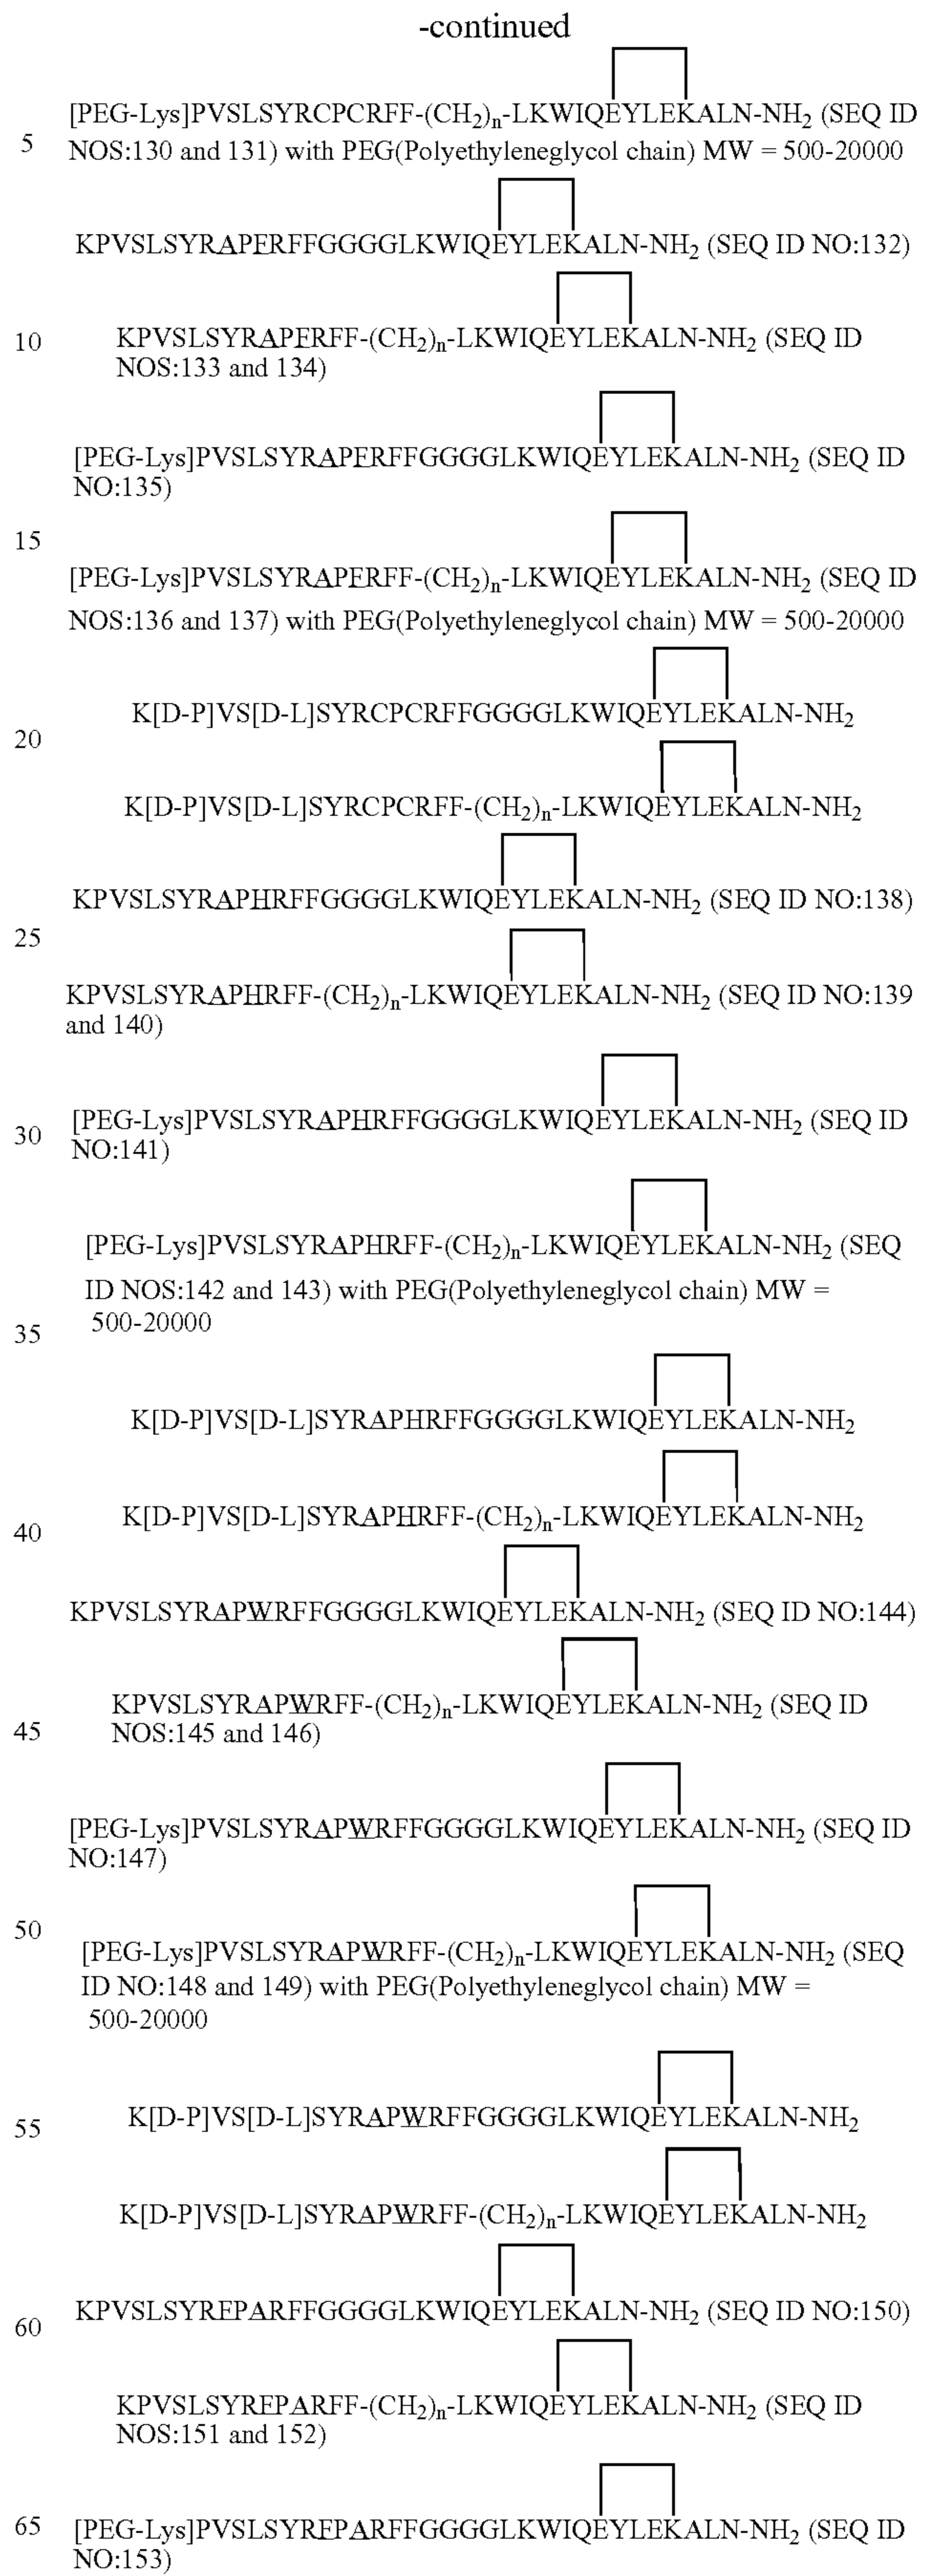 -continued
[PEG-Lys]PVSLSYRCPCRFF-(CH₂)ₙ-LKWIQEYLEKALN-NH₂ (SEQ ID
5
NOS:130 and 131) with PEG(Polyethyleneglycol chain) MW = 500-20000
KPVSLSYRAPFRFFGGGGLKWIQEYLEKALN-NH₂ (SEQ ID NO:132)
10
KPVSLSYRAPFRFF-(CH₂)ₙ-LKWIQEYLEKALN-NH₂ (SEQ ID
NOS:133 and 134)
[PEG-Lys]PVSLSYRAPFRFFGGGGLKWIQEYLEKALN-NH₂ (SEQ ID
NO:135)
15
[PEG-Lys]PVSLSYRAPFRFF-(CH₂)ₙ-LKWIQEYLEKALN-NH₂ (SEQ ID
NOS:136 and 137) with PEG(Polyethyleneglycol chain) MW = 500-20000
K[D-P]VS[D-L]SYRCPCRFFGGGGLKWIQEYLEKALN-NH₂
20
K[D-P]VS[D-L]SYRCPCRFF-(CH₂)ₙ-LKWIQEYLEKALN-NH₂
KPVSLSYRAPHRFFGGGGLKWIQEYLEKALN-NH₂ (SEQ ID NO:138)
25
KPVSLSYRAPHRFF-(CH₂)ₙ-LKWIQEYLEKALN-NH₂ (SEQ ID NO:139
and 140)
[PEG-Lys]PVSLSYRAPHRFFGGGGLKWIQEYLEKALN-NH₂ (SEQ ID
30
NO:141)
[PEG-Lys]PVSLSYRAPHRFF-(CH₂)ₙ-LKWIQEYLEKALN-NH₂ (SEQ
ID NOS:142 and 143) with PEG(Polyethyleneglycol chain) MW =
500-20000
35
K[D-P]VS[D-L]SYRAPHRFFGGGGLKWIQEYLEKALN-NH₂
K[D-P]VS[D-L]SYRAPHRFF-(CH₂)ₙ-LKWIQEYLEKALN-NH₂
40
KPVSLSYRAPWRFFGGGGLKWIQEYLEKALN-NH₂ (SEQ ID NO:144)
KPVSLSYRAPWRFF-(CH₂)ₙ-LKWIQEYLEKALN-NH₂ (SEQ ID
45
NOS:145 and 146)
[PEG-Lys]PVSLSYRAPWRFFGGGGLKWIQEYLEKALN-NH₂ (SEQ ID
NO:147)
50
[PEG-Lys]PVSLSYRAPWRFF-(CH₂)ₙ-LKWIQEYLEKALN-NH₂ (SEQ
ID NO:148 and 149) with PEG(Polyethyleneglycol chain) MW =
500-20000
K[D-P]VS[D-L]SYRAPWRFFGGGGLKWIQEYLEKALN-NH₂
55
K[D-P]VS[D-L]SYRAPWRFF-(CH₂)ₙ-LKWIQEYLEKALN-NH₂
KPVSLSYRFPARFFGGGGLKWIQEYLEKALN-NH₂ (SEQ ID NO:150)
60
KPVSLSYRFPARFF-(CH₂)ₙ-LKWIQEYLEKALN-NH₂ (SEQ ID
NOS:151 and 152)
65
[PEG-Lys]PVSLSYRFPARFFGGGGLKWIQEYLEKALN-NH₂ (SEQ ID
NO:153)